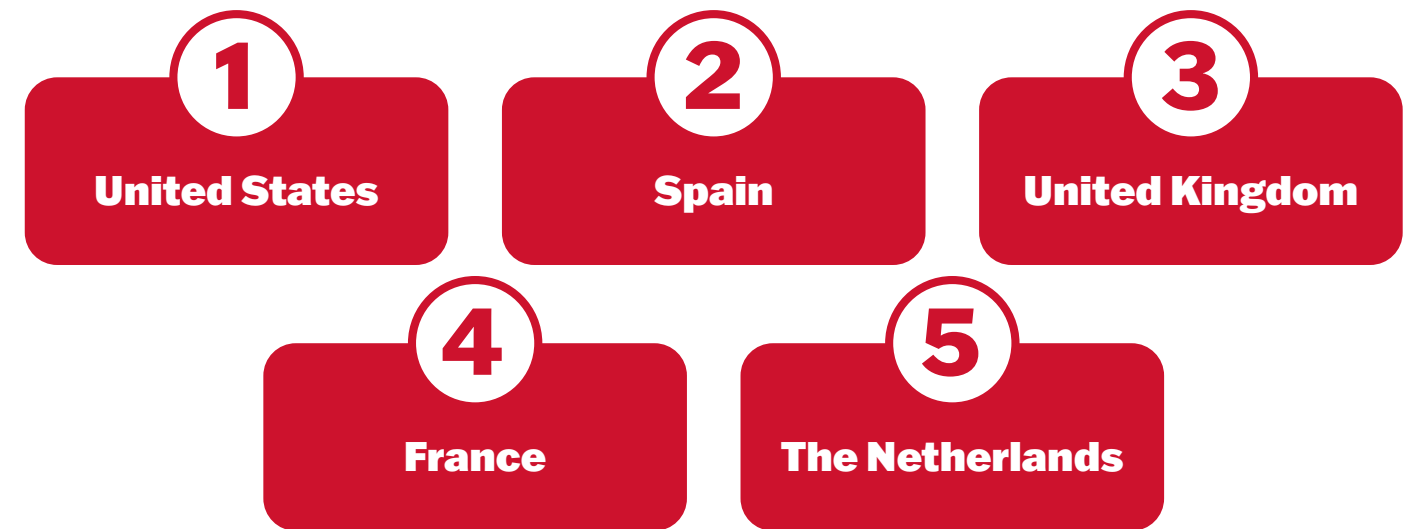 1
United States
2
Spain
3
United Kingdom
4
France
5
The Netherlands